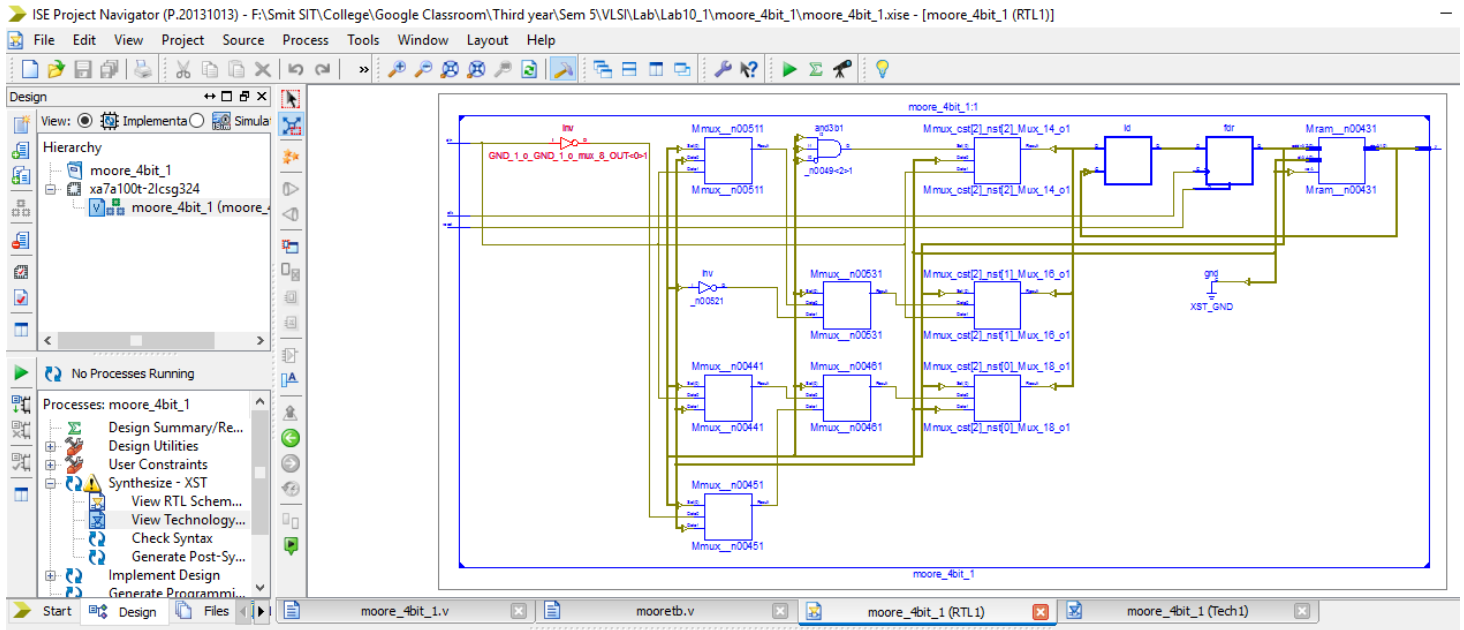 ISE Project Navigator (P.20131013) - F:\Smit SIT\College\Google Classroom\Third year\Sem 5\VLSI\Lab\Lab10_1\moore_4bit_1\moore_4bit_1.xise - [moore_4bit_1 (RTL1)]
File Edit View Project Source Process Tools Window Layout Help
Design
View: Implementa Simula
Hierarchy
moore_4bit_1
xa7a100t-2lcsg324
moore_4bit_1 (moore_4
No Processes Running
Processes: moore_4bit_1
Design Summary/Re...
Design Utilities
User Constraints
Synthesize - XST
View RTL Schem...
View Technology...
Check Syntax
Generate Post-Sy...
Implement Design
Generate Programmi...
Start Design Files
moore_4bit_1:1
inv
GND_1_o_GND_1_o_mux_8_OUT<0>1
Mmux__n00511
Mmux__n00511
and3b1
_n0049<2>1
Mmux_cst[2]_nst[2]_Mux_14_o1
Mmux_cst[2]_nst[2]_Mux_14_o1
ld
fdr
Mram__n00431
Mram__n00431
inv
_n00521
Mmux__n00531
Mmux__n00531
Mmux_cst[2]_nst[1]_Mux_16_o1
Mmux_cst[2]_nst[1]_Mux_16_o1
gnd
XST_GND
Mmux__n00441
Mmux__n00441
Mmux__n00461
Mmux__n00461
Mmux_cst[2]_nst[0]_Mux_18_o1
Mmux_cst[2]_nst[0]_Mux_18_o1
Mmux__n00451
Mmux__n00451
moore_4bit_1
moore_4bit_1.v
mooretb.v
moore_4bit_1 (RTL1)
moore_4bit_1 (Tech1)